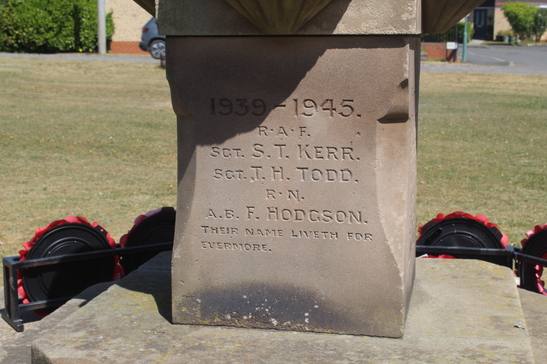 1939-1945.
R·A·F.
SGT. S.T. KERR.
SGT. T.H. TODD.
R·N.
A.B. F. HODGSON.
THEIR NAME LIVETH FOR
EVERMORE.